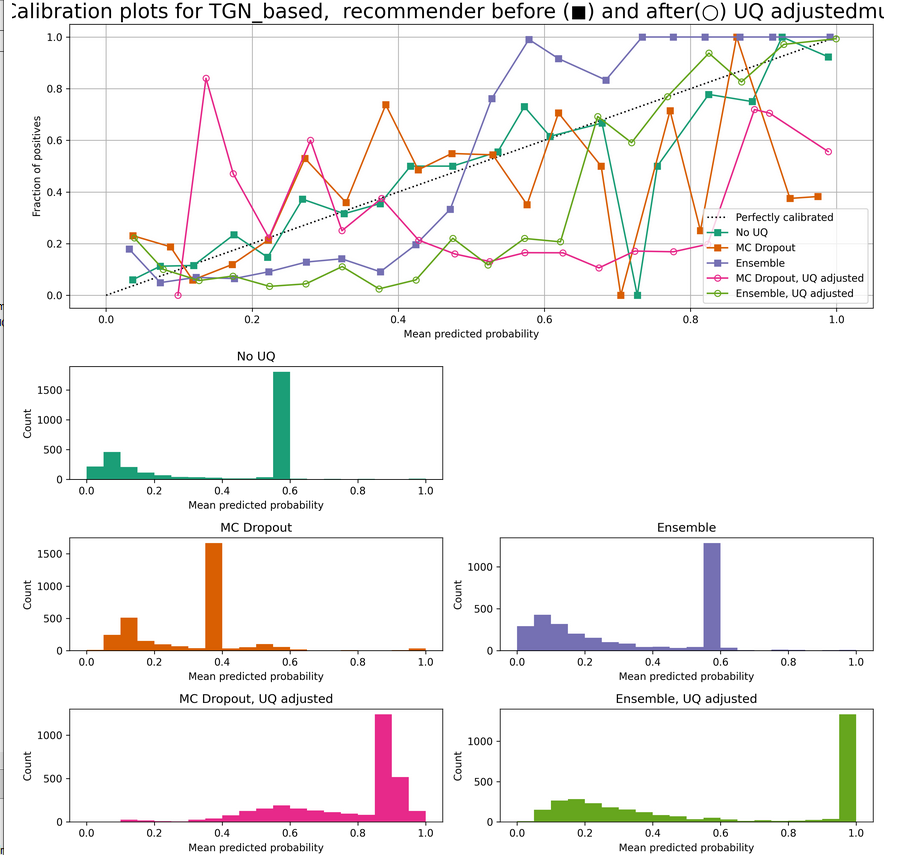 alibration plots for TGN_based, recommender before (■) and after(○) UQ adjustedmu
1.0
0.8
0.6
0.4
0.2
0.0
Fraction of positives
Perfectly calibrated
No UQ
MC Dropout
Ensemble
MC Dropout, UQ adjusted
Ensemble, UQ adjusted
0.0 0.2 0.4 0.6 0.8 1.0
Mean predicted probability
No UQ
1500
1000
500
0
Count
0.0 0.2 0.4 0.6 0.8 1.0
Mean predicted probability
MC Dropout
1500
1000
500
0
Count
0.0 0.2 0.4 0.6 0.8 1.0
Mean predicted probability
Ensemble
1000
500
0
Count
0.0 0.2 0.4 0.6 0.8 1.0
Mean predicted probability
MC Dropout, UQ adjusted
1000
500
0
Count
0.0 0.2 0.4 0.6 0.8 1.0
Mean predicted probability
Ensemble, UQ adjusted
1000
500
0
Count
0.0 0.2 0.4 0.6 0.8 1.0
Mean predicted probability